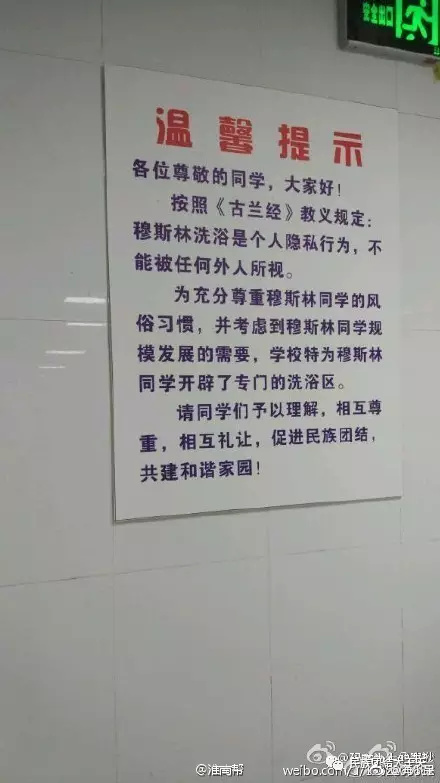 安全出口
温馨提示
各位尊敬的同学，大家好！
按照《古兰经》教义规定：
穆斯林洗浴是个人隐私行为，不
能被任何外人所视。
为充分尊重穆斯林同学的风
俗习惯，并考虑到穆斯林同学规
模发展的需要，学校特为穆斯林
同学开辟了专门的洗浴区。
请同学们予以理解，相互尊
重，相互礼让，促进民族团结，
共建和谐家园！
@淮南帮